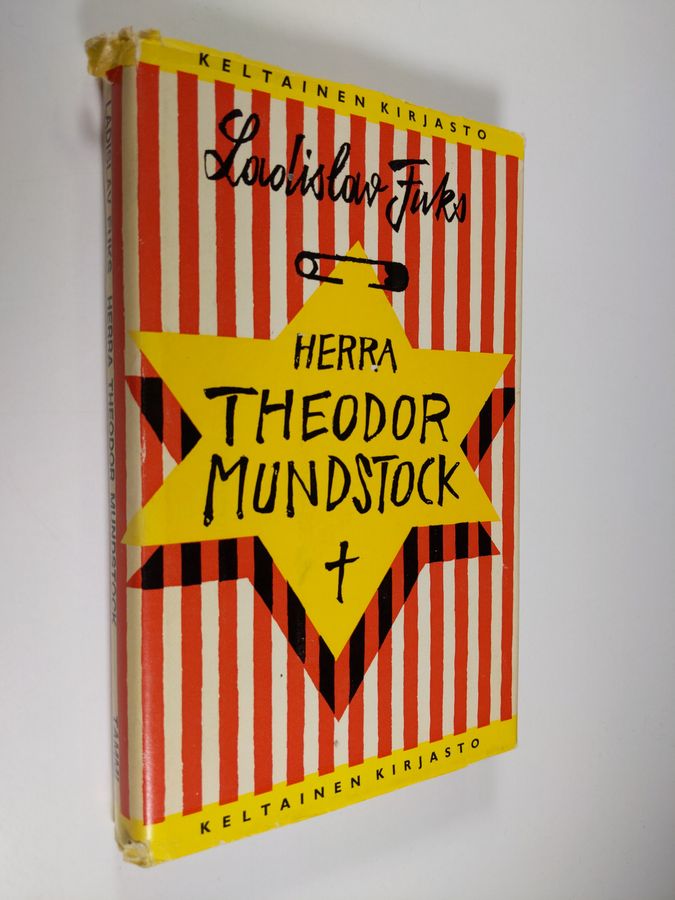 KELTAINEN KIRJASTO
Ladislav Fuks
HERRA
THEODOR
MUNDSTOCK
†
KELTAINEN KIRJASTO
LADISLAV FUKS HERRA THEODOR MUNDSTOCK TAMMI